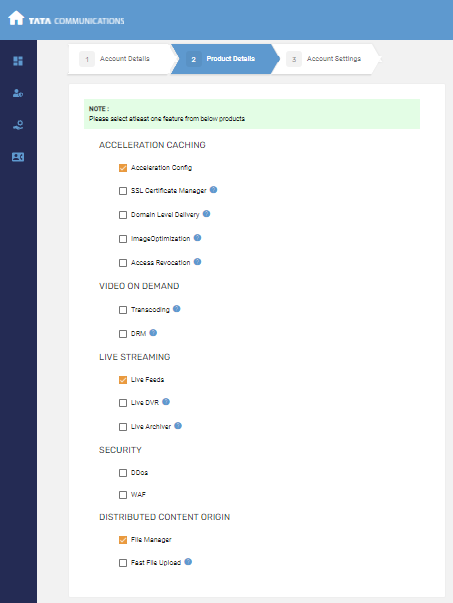 TATA COMMUNICATIONS
1 Account Details 2 Product Details 3 Account Settings
NOTE :
Please select atleast one feature from below products
ACCELERATION CACHING
Acceleration Config
SSL Certificate Manager ?
Domain Level Delivery ?
ImageOptimization ?
Access Revocation ?
VIDEO ON DEMAND
Transcoding ?
DRM ?
LIVE STREAMING
Live Feeds
Live DVR ?
Live Archiver ?
SECURITY
DDos
WAF
DISTRIBUTED CONTENT ORIGIN
File Manager
Fast File Upload ?